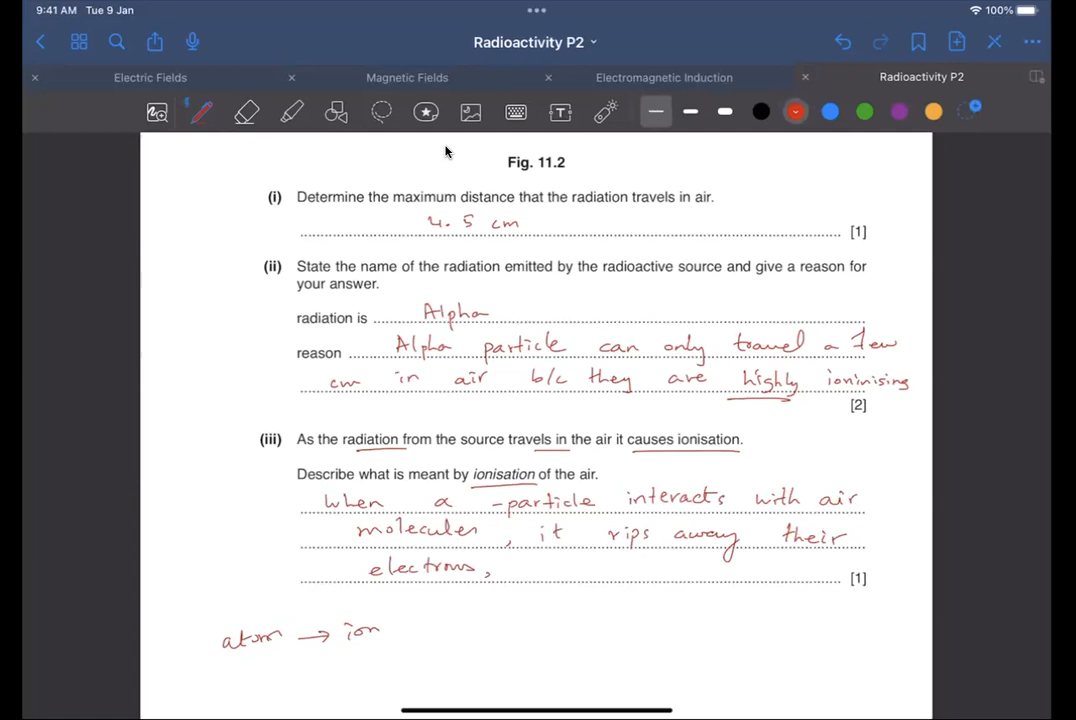 9:41 AM Tue 9 Jan
100%
Radioactivity P2
Electric Fields
Magnetic Fields
Electromagnetic Induction
Radioactivity P2
Fig. 11.2
(i) Determine the maximum distance that the radiation travels in air.
4.5 cm
[1]
(ii) State the name of the radiation emitted by the radioactive source and give a reason for
your answer.
radiation is Alpha
reason Alpha particle can only travel a few
cm in air b/c they are highly ioninising
[2]
(iii) As the radiation from the source travels in the air it causes ionisation.
Describe what is meant by ionisation of the air.
When α -particle interacts with air
molecules, it rips away their
electrons,
[1]
atom → ion